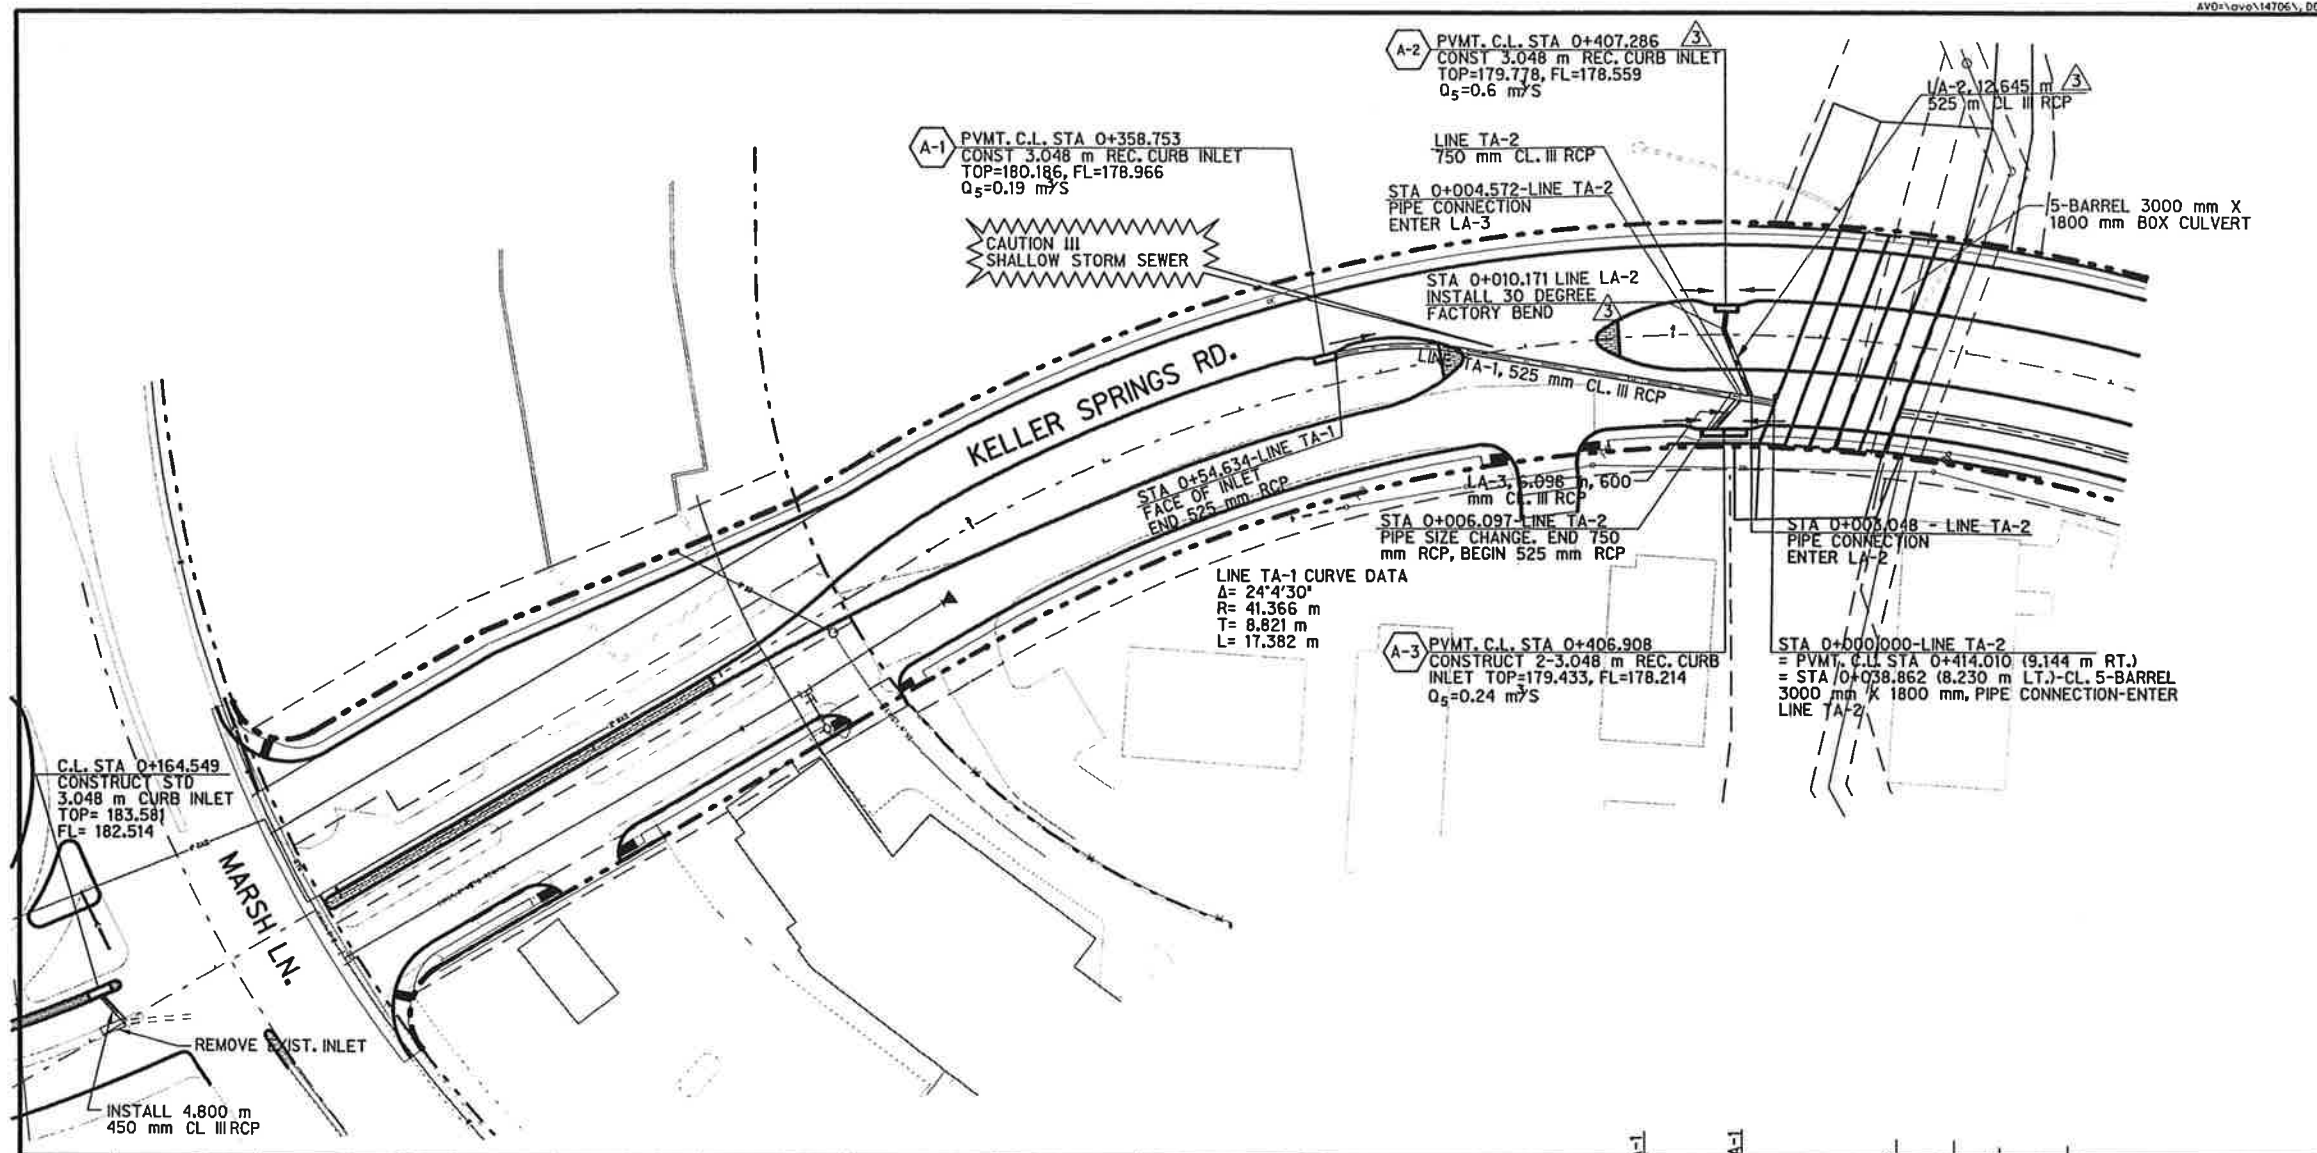 AVO=\avo\14706\, D
A-2
PVMT. C.L. STA 0+407.286
3
CONST 3.048 m REC. CURB INLET
TOP=179.778, FL=178.559
Q5=0.6 m³/S
LA-2, 12.645 m
3
525 m CL III RCP
A-1
PVMT. C.L. STA 0+358.753
CONST 3.048 m REC. CURB INLET
TOP=180.186, FL=178.966
Q5=0.19 m³/S
LINE TA-2
750 mm CL. III RCP
STA 0+004.572-LINE TA-2
PIPE CONNECTION
ENTER LA-3
5-BARREL 3000 mm X
1800 mm BOX CULVERT
CAUTION !!!
SHALLOW STORM SEWER
STA 0+010.171 LINE LA-2
INSTALL 30 DEGREE
FACTORY BEND
3
KELLER SPRINGS RD.
LINE TA-1, 525 mm CL. III RCP
STA 0+54.634-LINE TA-1
FACE OF INLET
END 525 mm RCP
LA-3, 6.098 m, 600
mm CL. III RCP
STA 0+006.097-LINE TA-2
PIPE SIZE CHANGE. END 750
mm RCP, BEGIN 525 mm RCP
STA 0+003.048 - LINE TA-2
PIPE CONNECTION
ENTER LA-2
LINE TA-1 CURVE DATA
Δ= 24°4'30"
R= 41.366 m
T= 8.821 m
L= 17.382 m
A-3
PVMT. C.L. STA 0+406.908
CONSTRUCT 2-3.048 m REC. CURB
INLET TOP=179.433, FL=178.214
Q5=0.24 m³/S
STA 0+000.000-LINE TA-2
= PVMT. C.L. STA 0+414.010 (9.144 m RT.)
= STA 0+038.862 (8.230 m LT.)-CL. 5-BARREL
3000 mm X 1800 mm, PIPE CONNECTION-ENTER
LINE TA-2
C.L. STA 0+164.549
CONSTRUCT STD
3.048 m CURB INLET
TOP= 183.581
FL= 182.514
MARSH LN.
REMOVE EXIST. INLET
INSTALL 4.800 m
450 mm CL III RCP
A-1
A-1